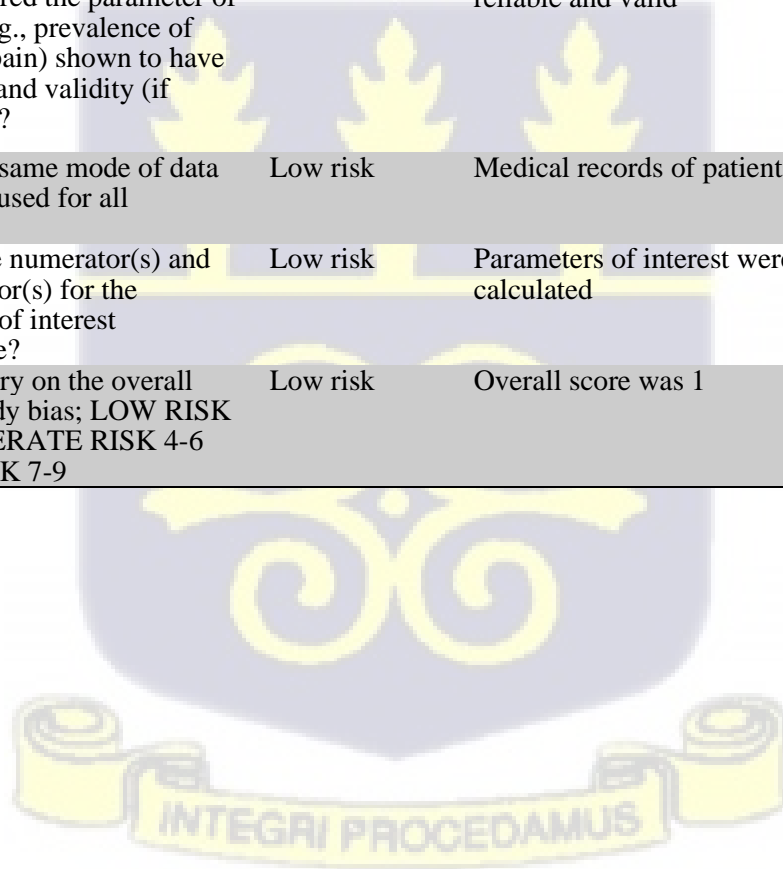 red the parameter of
g., prevalence of
pain) shown to have
and validity (if
?
same mode of data Low risk Medical records of patient
used for all
numerator(s) and Low risk Parameters of interest were
or(s) for the calculated
of interest
e?
ry on the overall Low risk Overall score was 1
dy bias; LOW RISK
ERATE RISK 4-6
K 7-9
INTEGRI PROCEDAMUS